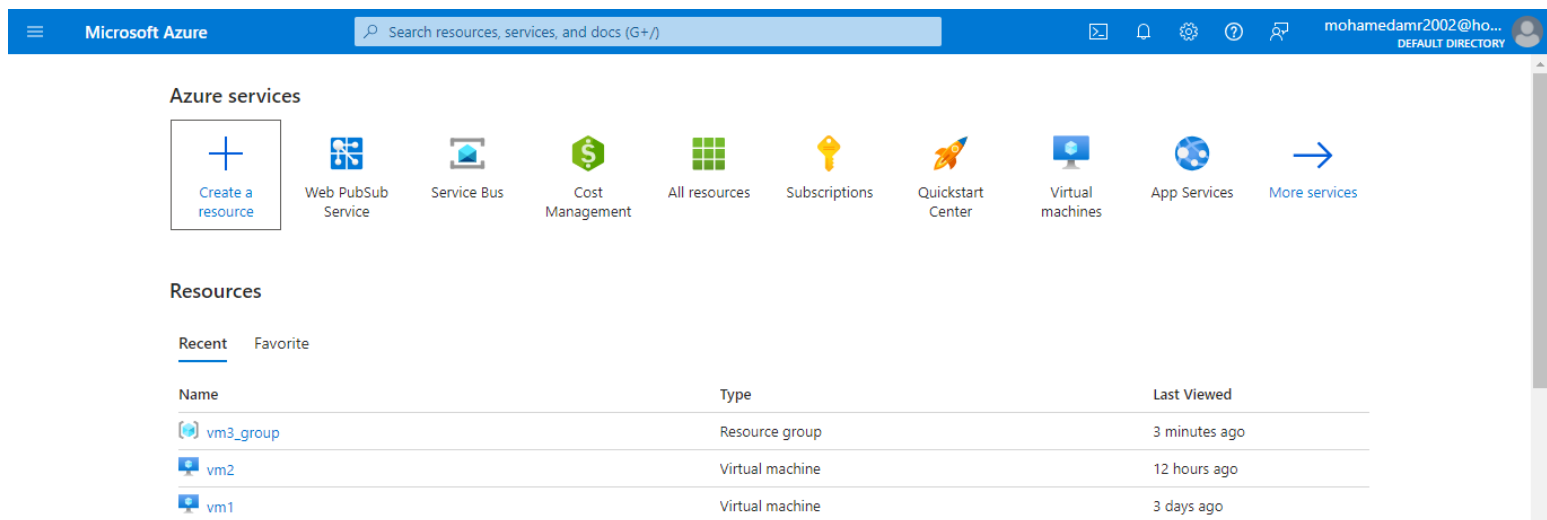 Microsoft Azure
Search resources, services, and docs (G+/)
mohamedamr2002@ho...
DEFAULT DIRECTORY
Azure services
Create a resource
Web PubSub Service
Service Bus
Cost Management
All resources
Subscriptions
Quickstart Center
Virtual machines
App Services
More services
Resources
Recent Favorite
Name Type Last Viewed
vm3_group Resource group 3 minutes ago
vm2 Virtual machine 12 hours ago
vm1 Virtual machine 3 days ago